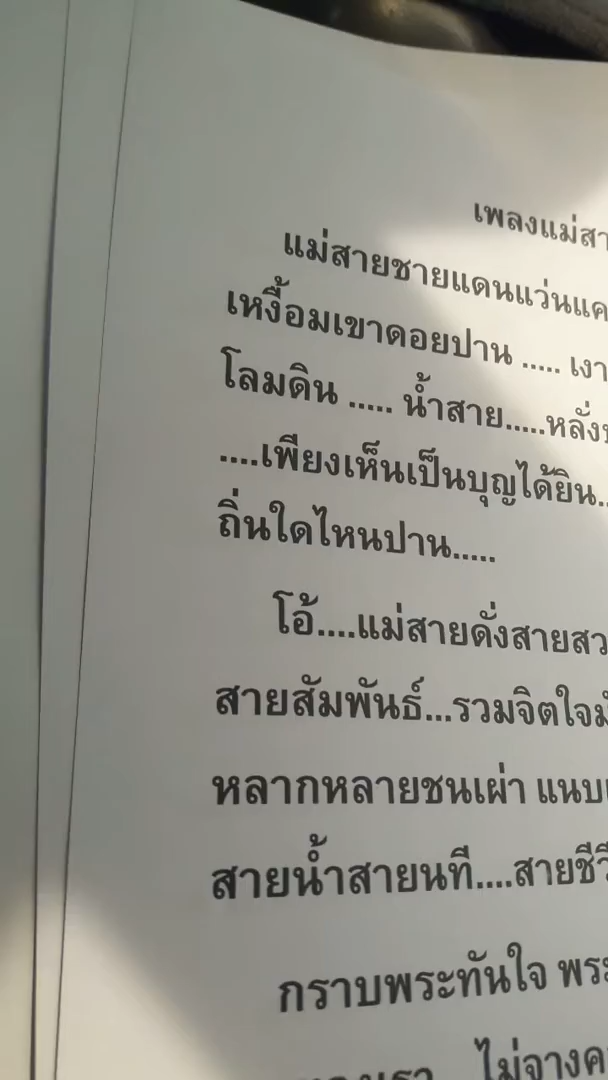 เพลงแม่สา
แม่สายชายแดนแว่นแค
เหงื้อมเขาดอยปาน ..... เงา
โลมดิน ..... น้ำสาย.....หลั่ง
....เพียงเห็นเป็นบุญได้ยิน..
ถิ่นใดไหนปาน.....
โอ้....แม่สายดั่งสายสว
สายสัมพันธ์...รวมจิตใจ
หลากหลายชนเผ่า แนบ
สายน้ำสายนที....สายชีวี
กราบพระทันใจ พระ
ไม่จางค